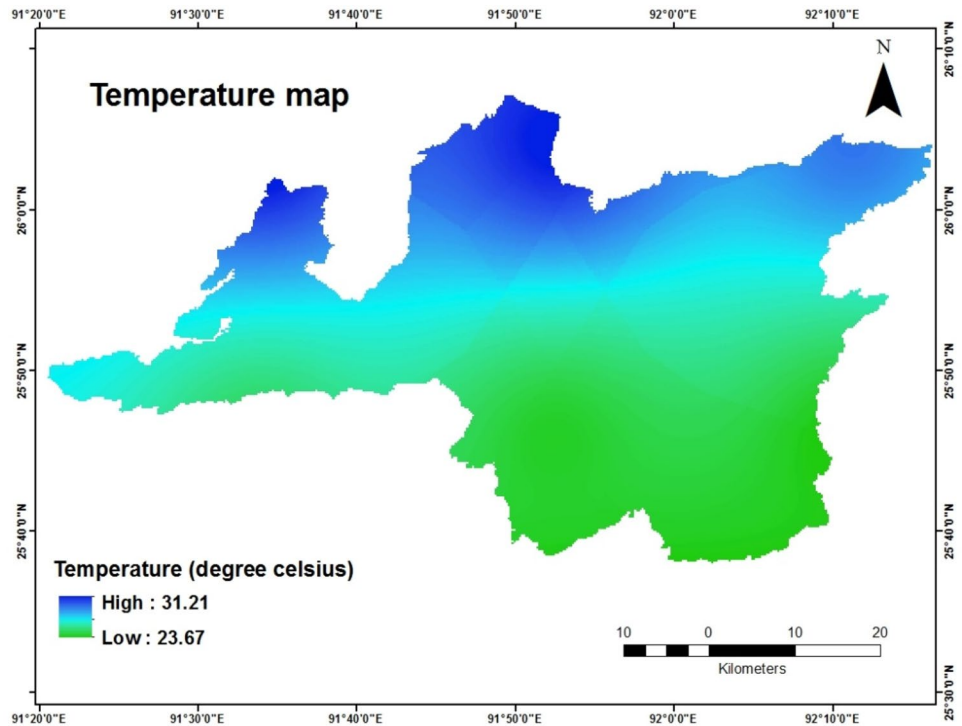 91°20'0"E 91°30'0"E 91°40'0"E 91°50'0"E 92°0'0"E 92°10'0"E
26°10'0"N
N
Temperature map
26°0'0"N 26°0'0"N
25°50'0"N 25°50'0"N
25°40'0"N 25°40'0"N
Temperature (degree celsius)
High : 31.21
Low : 23.67
10 0 10 20
Kilometers
25°30'0"N
91°20'0"E 91°30'0"E 91°40'0"E 91°50'0"E 92°0'0"E 92°10'0"E